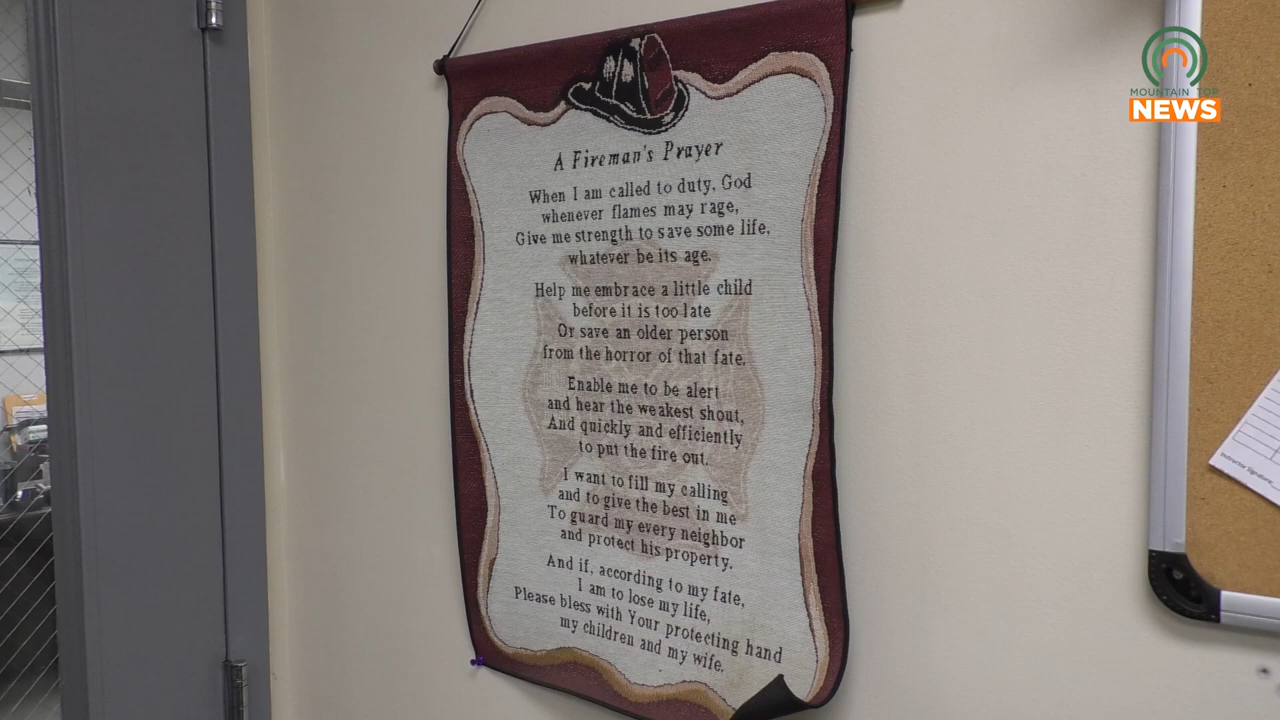 MOUNTAIN TOP
NEWS
A Fireman's Prayer
When I am called to duty, God
whenever flames may rage,
Give me strength to save some life,
whatever be its age.
Help me embrace a little child
before it is too late
Or save an older person
from the horror of that fate.
Enable me to be alert
and hear the weakest shout,
And quickly and efficiently
to put the fire out.
I want to fill my calling
and to give the best in me
To guard my every neighbor
and protect his property.
And if, according to my fate,
I am to lose my life,
Please bless with Your protecting hand
my children and my wife.
Instructor Signature: